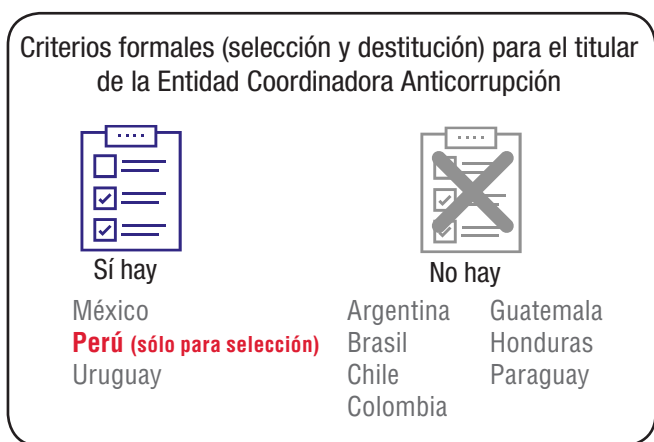 Criterios formales (selección y destitución) para el titular
de la Entidad Coordinadora Anticorrupción
Sí hay
México
Perú (sólo para selección)
Uruguay
No hay
Argentina
Brasil
Chile
Colombia
Guatemala
Honduras
Paraguay